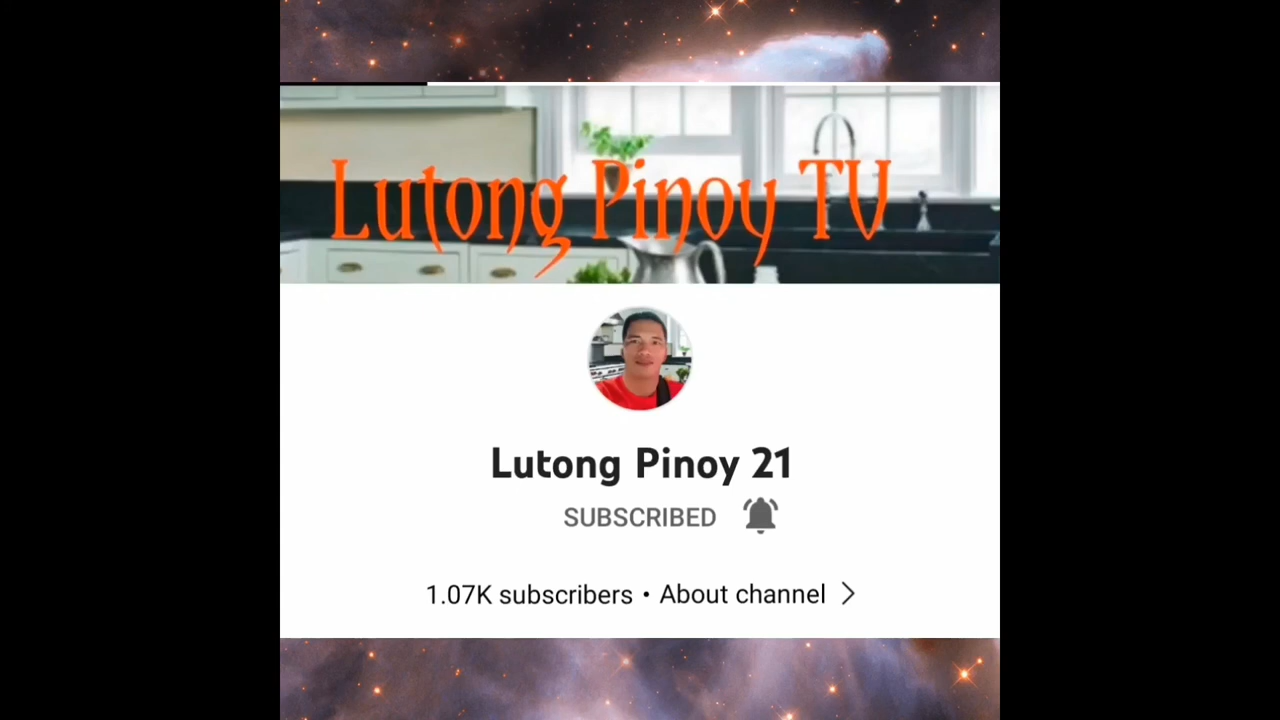 Lutong Pinoy TV
Lutong Pinoy 21
SUBSCRIBED
1.07K subscribers • About channel